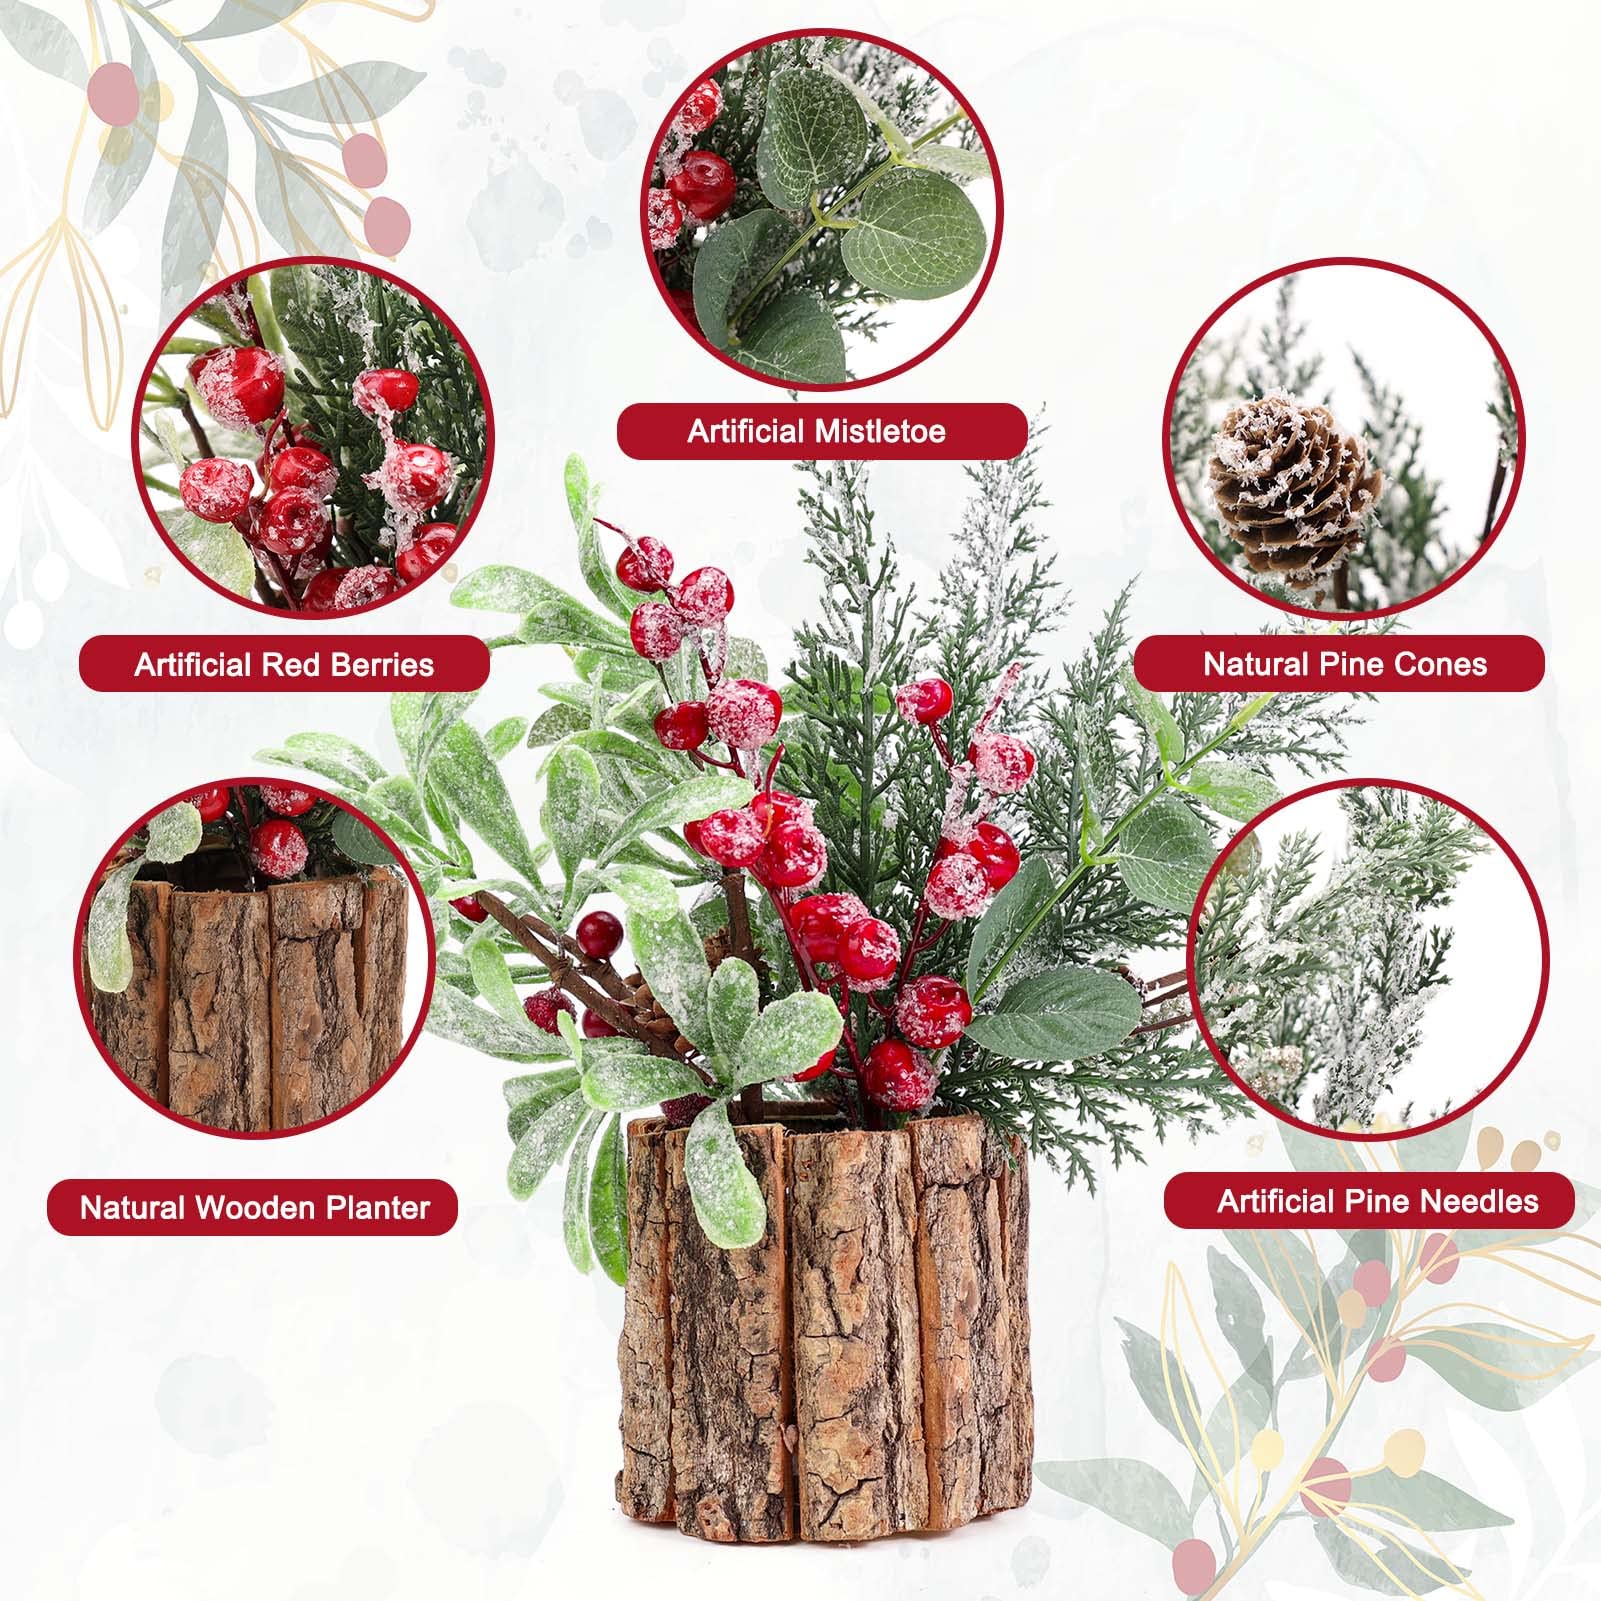 Artificial Mistletoe
Artificial Red Berries
Natural Pine Cones
Natural Wooden Planter
Artificial Pine Needles